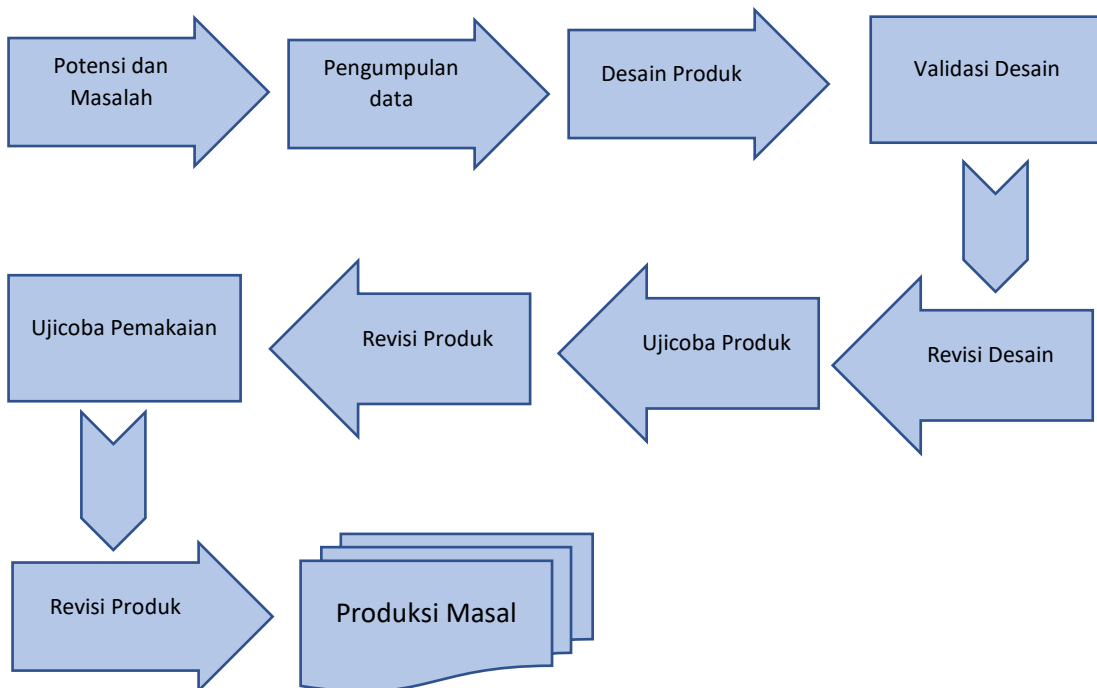 Potensi dan
Masalah
Pengumpulan
data
Desain Produk
Validasi Desain
Revisi Desain
Ujicoba Produk
Revisi Produk
Ujicoba Pemakaian
Revisi Produk
Produksi Masal